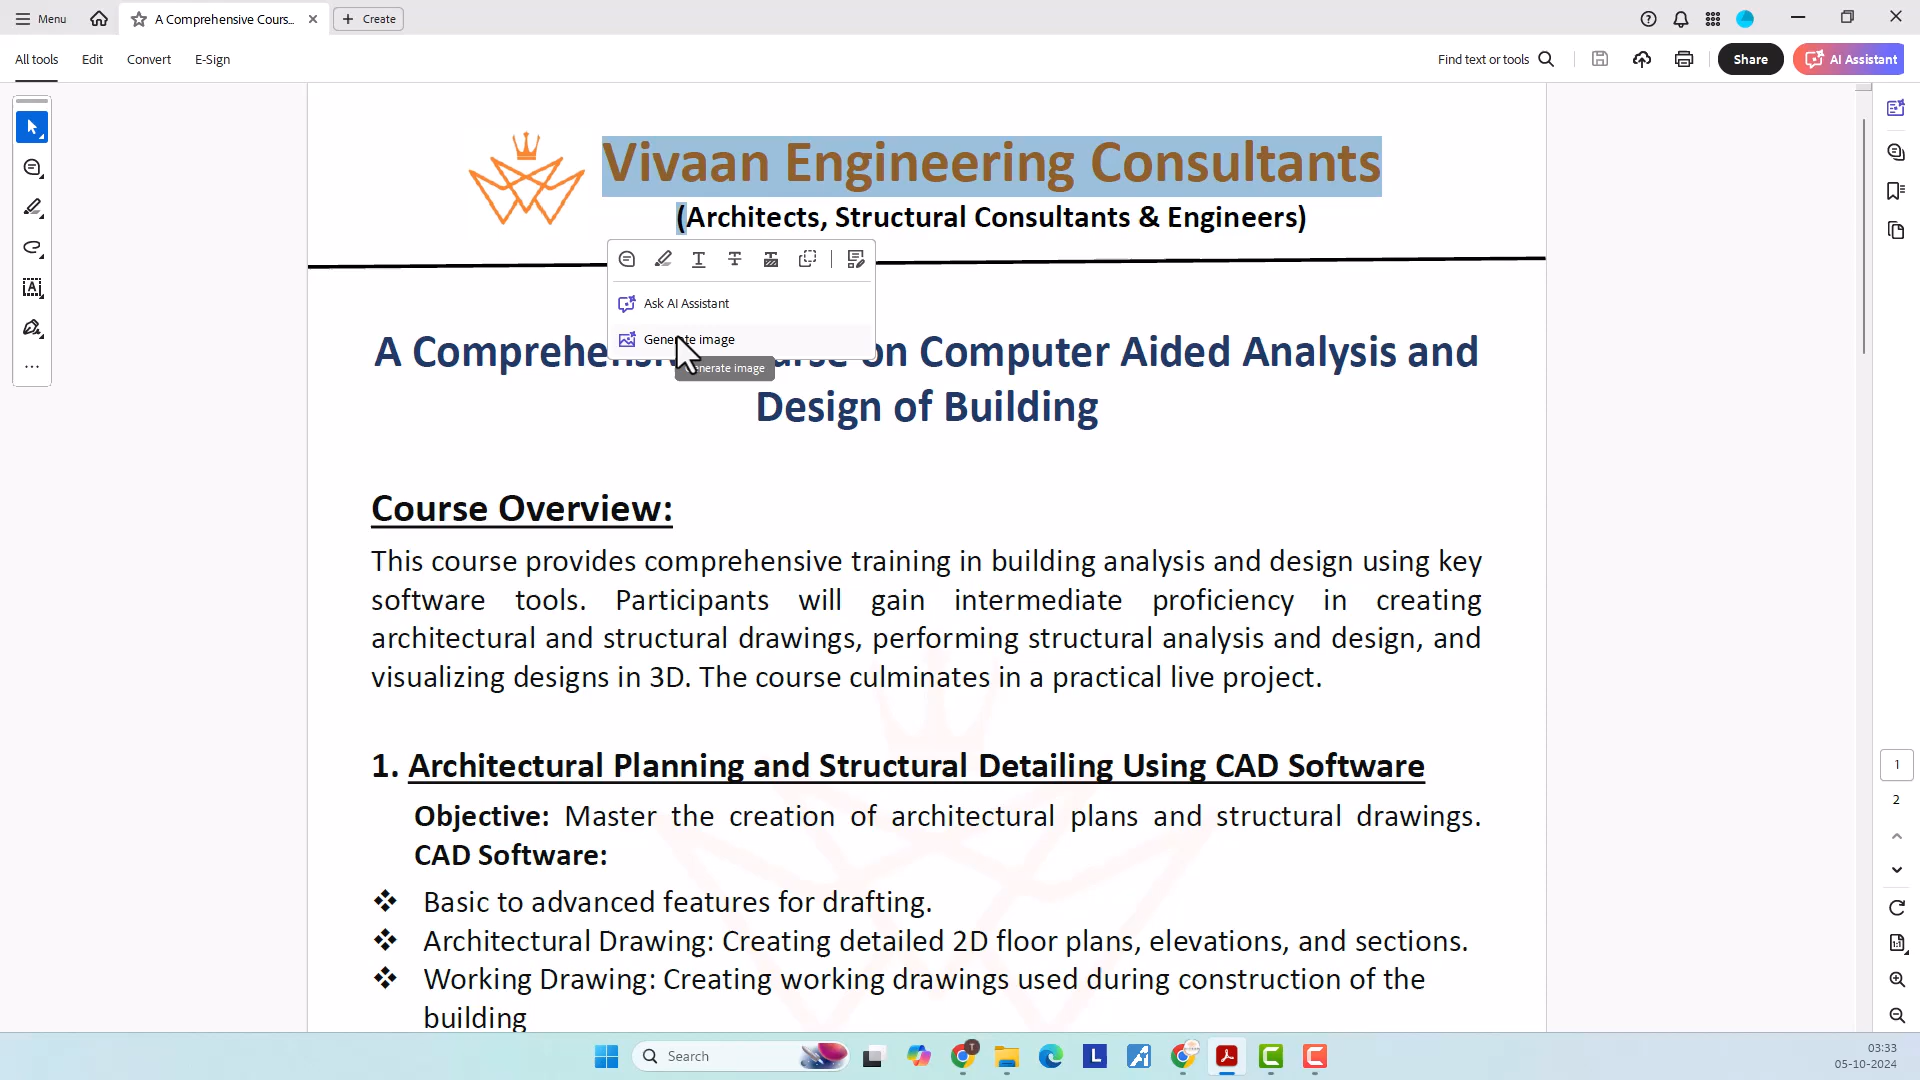 Menu
A Comprehensive Cours...
Create
All tools
Edit
Convert
E-Sign
Find text or tools
Share
AI Assistant
Vivaan Engineering Consultants
(Architects, Structural Consultants & Engineers)
Ask AI Assistant
Generate image
A Comprehensive on Computer Aided Analysis and
Design of Building
Course Overview:
This course provides comprehensive training in building analysis and design using key
software tools. Participants will gain intermediate proficiency in creating
architectural and structural drawings, performing structural analysis and design, and
visualizing designs in 3D. The course culminates in a practical live project.
1. Architectural Planning and Structural Detailing Using CAD Software
Objective: Master the creation of architectural plans and structural drawings.
CAD Software:
❖ Basic to advanced features for drafting.
❖ Architectural Drawing: Creating detailed 2D floor plans, elevations, and sections.
❖ Working Drawing: Creating working drawings used during construction of the
building
1
2
Search
03:33
05-10-2024